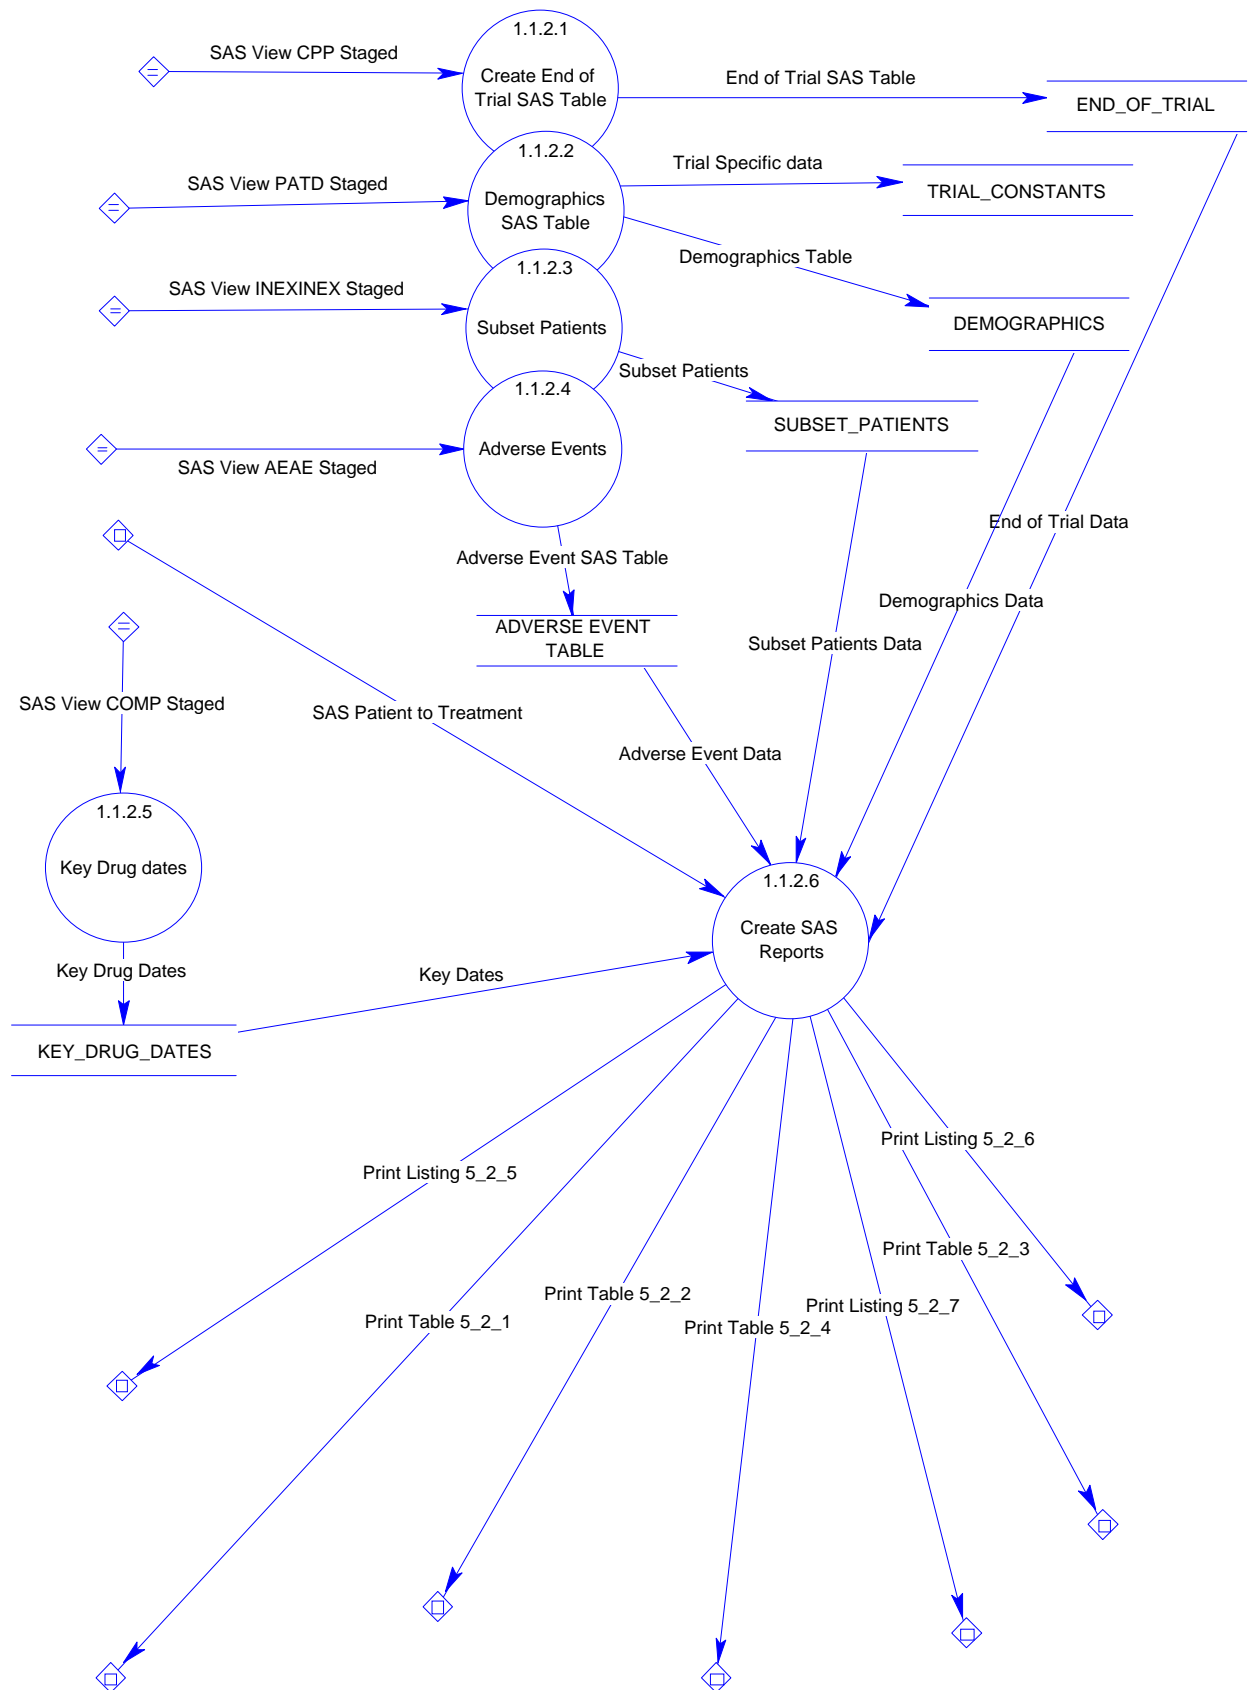 1.1.2.1
SAS View CPP Staged
Create End of
Trial SAS Table
End of Trial SAS Table
END_OF_TRIAL
1.1.2.2
Trial Specific data
SAS View PATD Staged
Demographics
SAS Table
TRIAL_CONSTANTS
Demographics Table
1.1.2.3
SAS View INEXINEX Staged
Subset Patients
DEMOGRAPHICS
Subset Patients
1.1.2.4
SUBSET_PATIENTS
Adverse Events
SAS View AEAE Staged
End of Trial Data
Adverse Event SAS Table
Demographics Data
ADVERSE EVENT
TABLE
Subset Patients Data
SAS View COMP Staged
SAS Patient to Treatment
Adverse Event Data
1.1.2.5
Key Drug dates
1.1.2.6
Create SAS
Reports
Key Drug Dates
Key Dates
KEY_DRUG_DATES
Print Listing 5_2_6
Print Listing 5_2_5
Print Table 5_2_3
Print Table 5_2_2
Print Listing 5_2_7
Print Table 5_2_1
Print Table 5_2_4